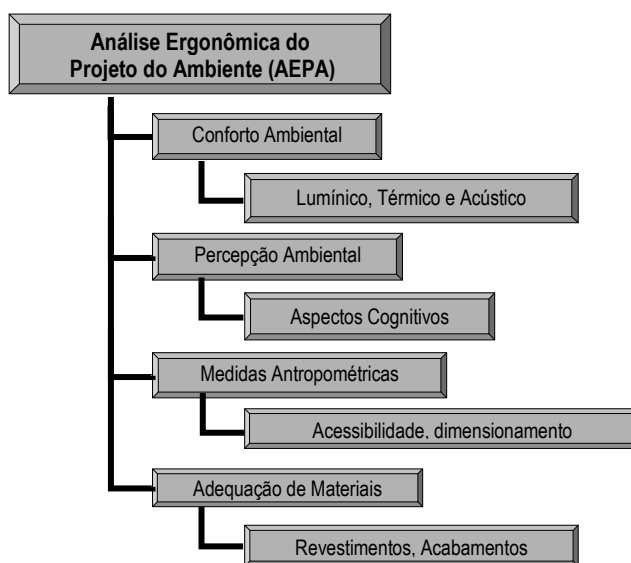 Análise Ergonômica do
Projeto do Ambiente (AEPA)
Conforto Ambiental
Lumínico, Térmico e Acústico
Percepção Ambiental
Aspectos Cognitivos
Medidas Antropométricas
Acessibilidade, dimensionamento
Adequação de Materiais
Revestimentos, Acabamentos